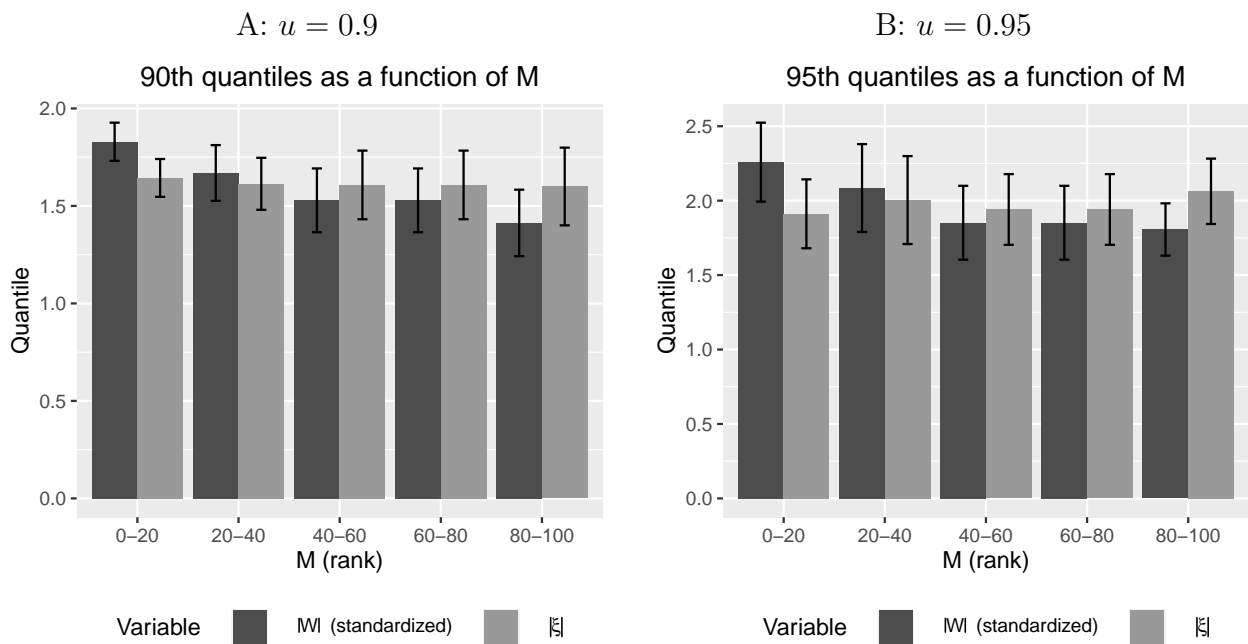 A: u = 0.9
90th quantiles as a function of M
2.0
1.5
1.0
0.5
0.0
Quantile
0−20 20−40 40−60 60−80 80−100
M (rank)
Variable |W| (standardized) |ξ|
B: u = 0.95
95th quantiles as a function of M
2.5
2.0
1.5
1.0
0.5
0.0
Quantile
0−20 20−40 40−60 60−80 80−100
M (rank)
Variable |W| (standardized) |ξ|